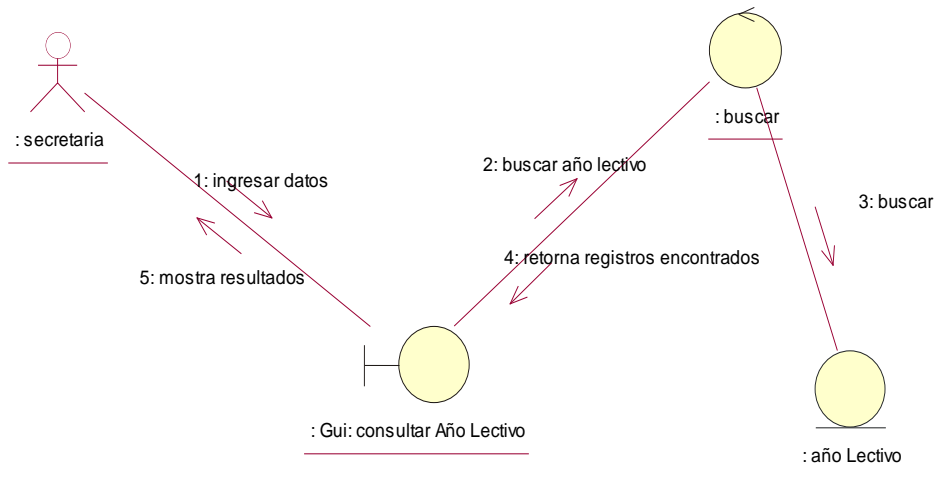 : secretaria
: buscar
1: ingresar datos
2: buscar año lectivo
3: buscar
4: retorna registros encontrados
5: mostra resultados
: Gui: consultar Año Lectivo
: año Lectivo